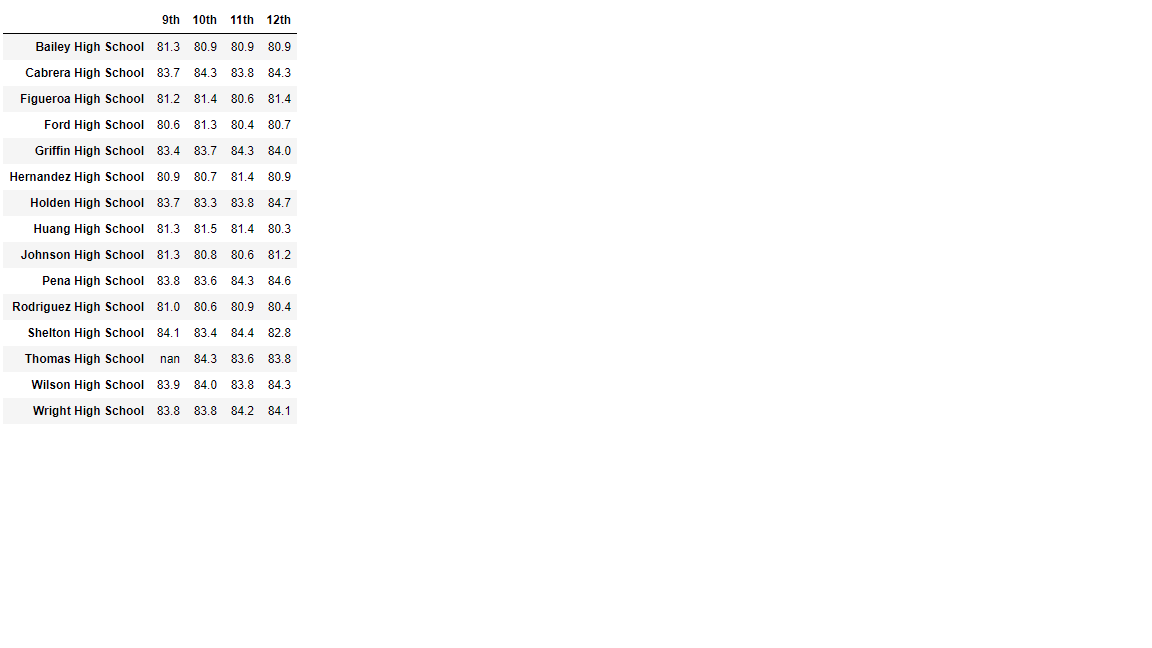 9th 10th 11th 12th
Bailey High School 81.3 80.9 80.9 80.9
Cabrera High School 83.7 84.3 83.8 84.3
Figueroa High School 81.2 81.4 80.6 81.4
Ford High School 80.6 81.3 80.4 80.7
Griffin High School 83.4 83.7 84.3 84.0
Hernandez High School 80.9 80.7 81.4 80.9
Holden High School 83.7 83.3 83.8 84.7
Huang High School 81.3 81.5 81.4 80.3
Johnson High School 81.3 80.8 80.6 81.2
Pena High School 83.8 83.6 84.3 84.6
Rodriguez High School 81.0 80.6 80.9 80.4
Shelton High School 84.1 83.4 84.4 82.8
Thomas High School nan 84.3 83.6 83.8
Wilson High School 83.9 84.0 83.8 84.3
Wright High School 83.8 83.8 84.2 84.1